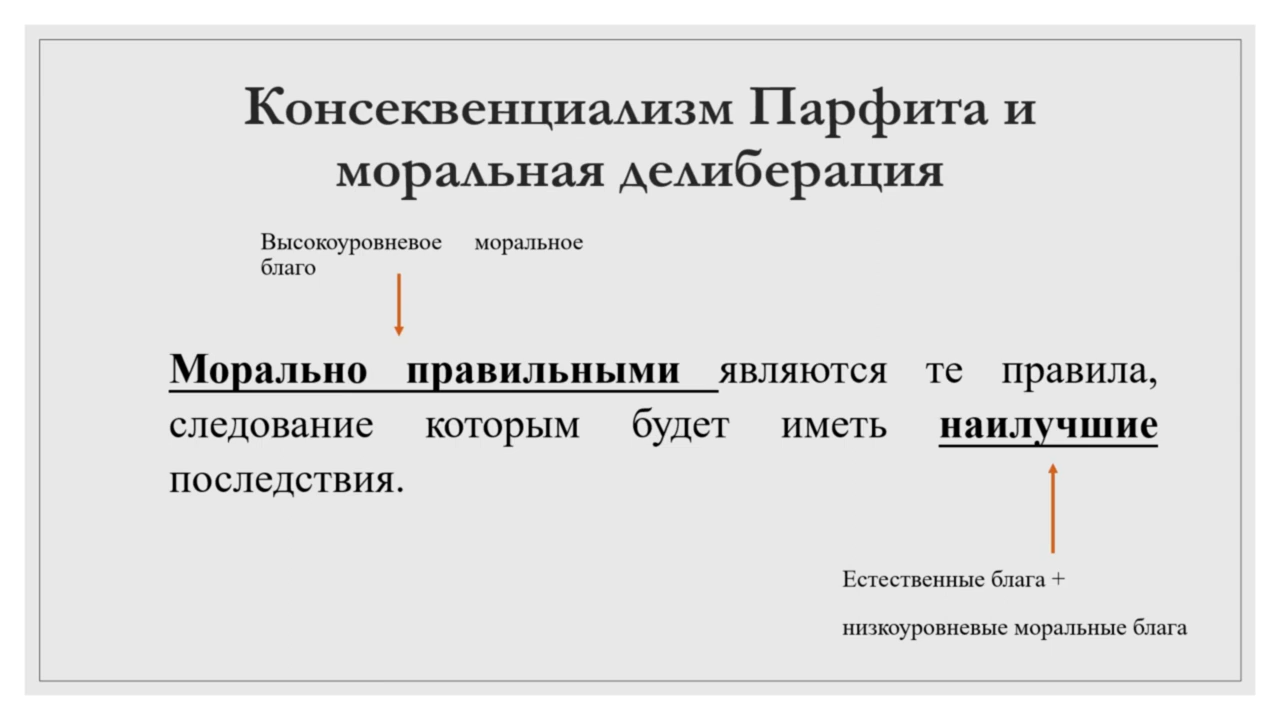 Консеквенциализм Парфита и
моральная делиберация
Высокоуровневое моральное
благо
Морально правильными являются те правила,
следование которым будет иметь наилучшие
последствия.
Естественные блага +
низкоуровневые моральные блага